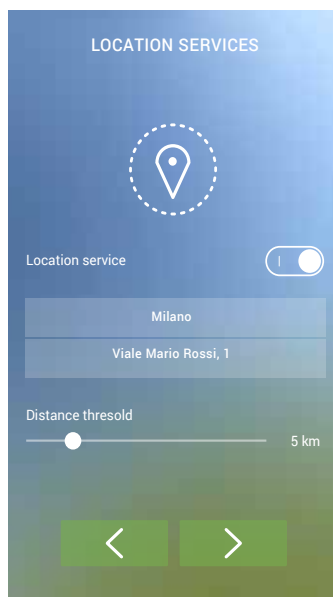 LOCATION SERVICES
Location service
Milano
Viale Mario Rossi, 1
Distance thresold
5 km